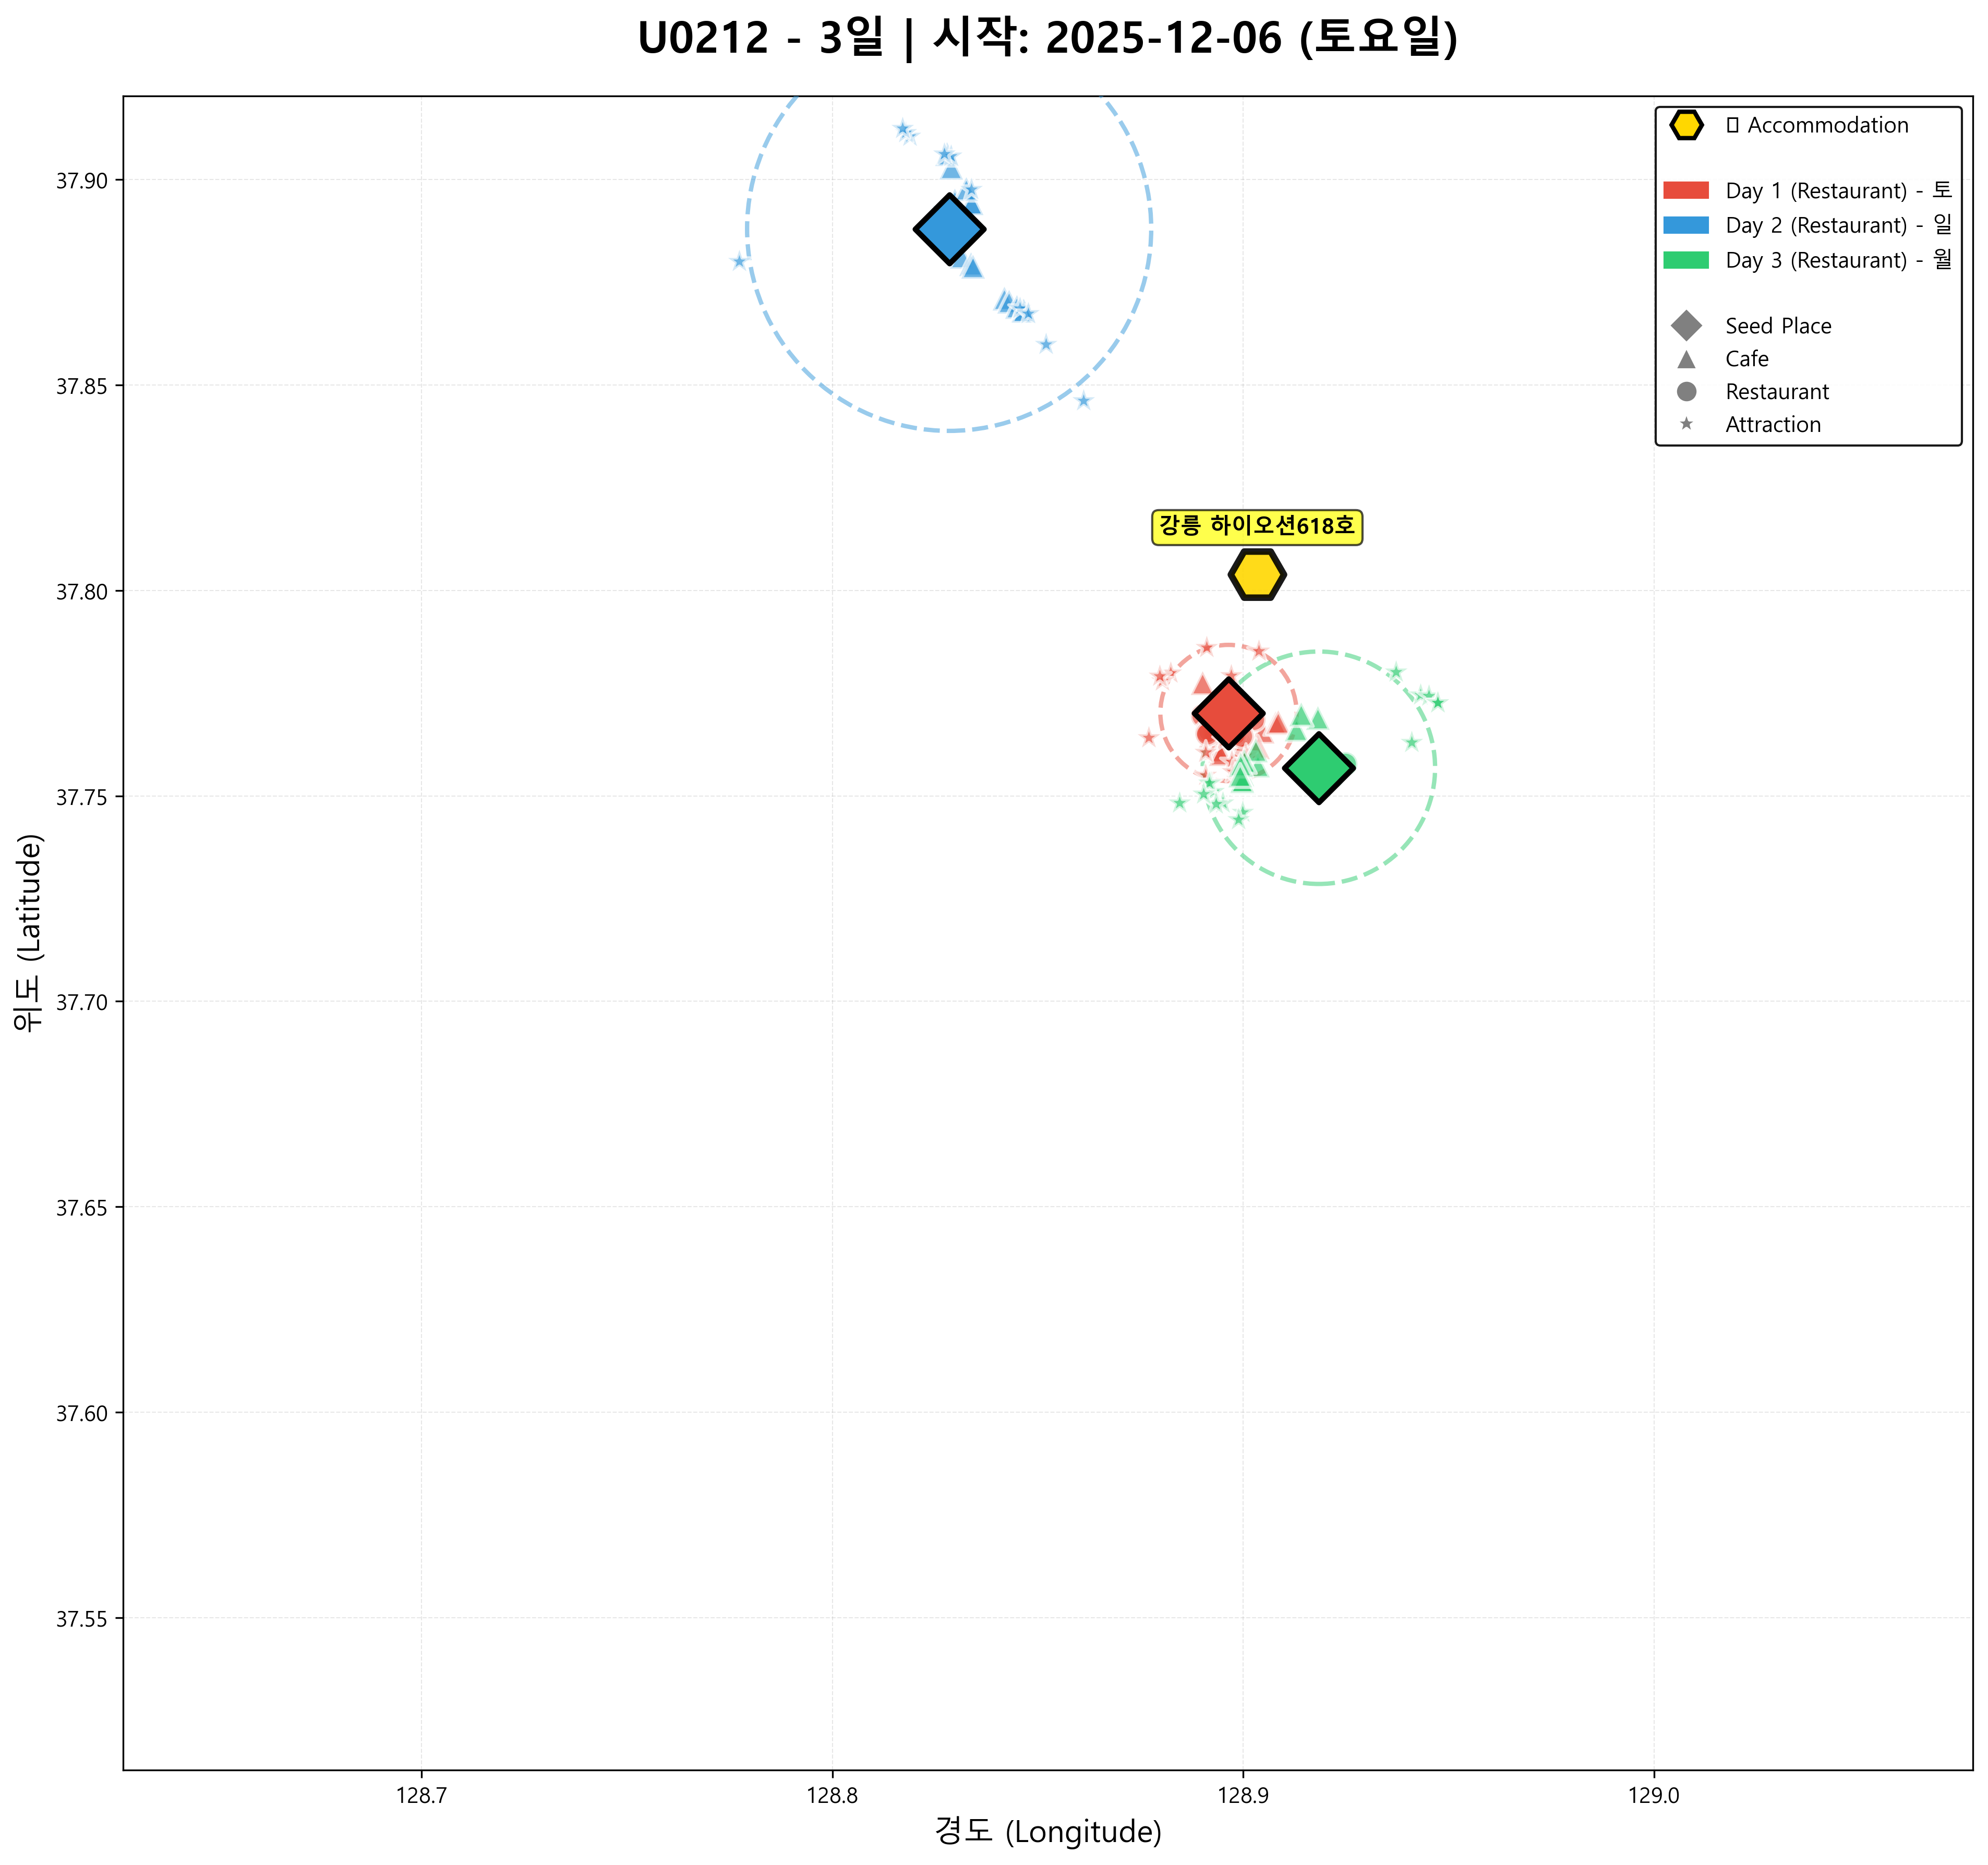 U0212 - 3일 | 시작: 2025-12-06 (토요일)
Accommodation
Day 1 (Restaurant) - 토
Day 2 (Restaurant) - 일
Day 3 (Restaurant) - 월
Seed Place
Cafe
Restaurant
Attraction
강릉 하이오션618호
37.90
37.85
37.80
37.75
37.70
37.65
37.60
37.55
위도 (Latitude)
128.7
128.8
128.9
129.0
경도 (Longitude)